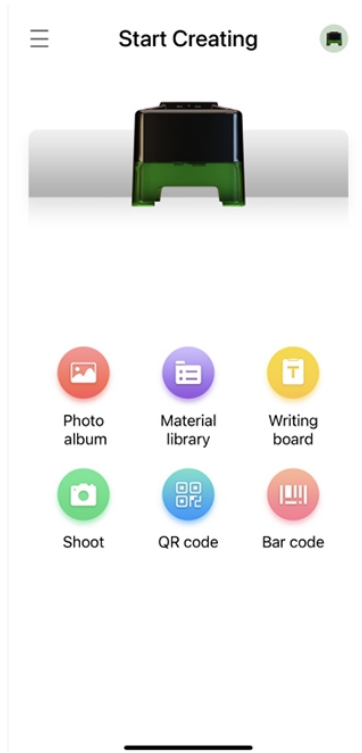 Start Creating
Photo
album
Material
library
Writing
board
Shoot
QR code
Bar code